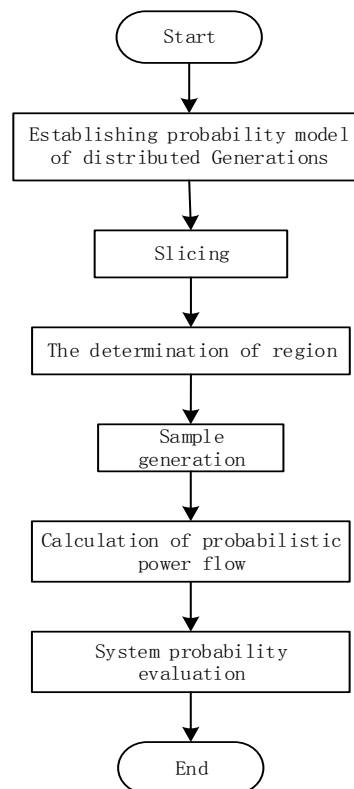 Start
Establishing probability model
of distributed Generations
Slicing
The determination of region
Sample
generation
Calculation of probabilistic
power flow
System probability
evaluation
End